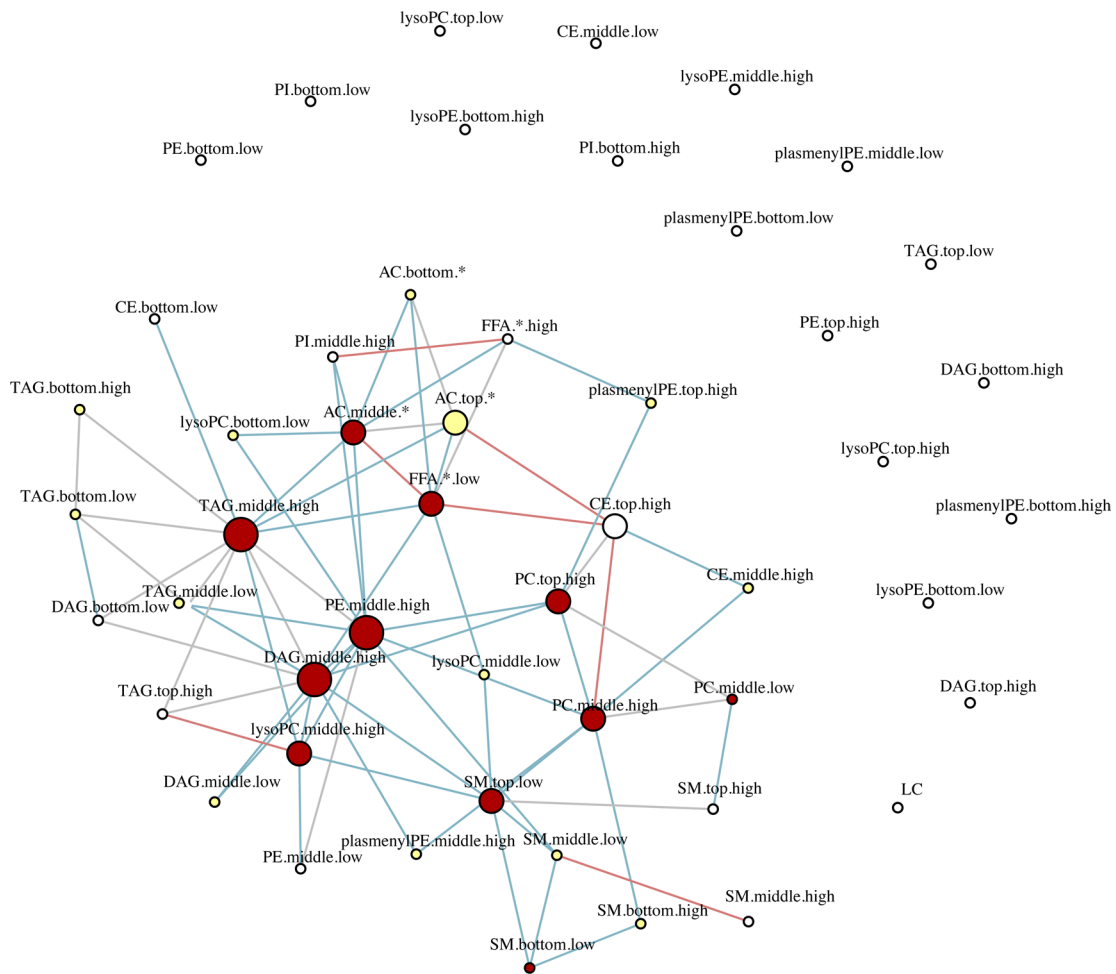 lysoPC.top.low
CE.middle.low
lysoPE.middle.high
PI.bottom.low
lysoPE.bottom.high
PE.bottom.low
PI.bottom.high
plasmenylPE.middle.low
plasmenylPE.bottom.low
TAG.top.low
AC.bottom.*
CE.bottom.low
FFA.*.high
PE.top.high
PI.middle.high
DAG.bottom.high
TAG.bottom.high
plasmenylPE.top.high
AC.top.*
AC.middle.*
lysoPC.bottom.low
lysoPC.top.high
TAG.bottom.low
FFA.*.low
TAG.middle.high
CE.top.high
plasmenylPE.bottom.high
PC.top.high
CE.middle.high
TAG.middle.low
lysoPE.bottom.low
DAG.bottom.low
PE.middle.high
DAG.middle.high
lysoPC.middle.low
PC.middle.low
DAG.top.high
TAG.top.high
PC.middle.high
lysoPC.middle.high
DAG.middle.low
SM.top.low
SM.top.high
LC
plasmenylPE.middle.high
SM.middle.low
PE.middle.low
SM.middle.high
SM.bottom.high
SM.bottom.low